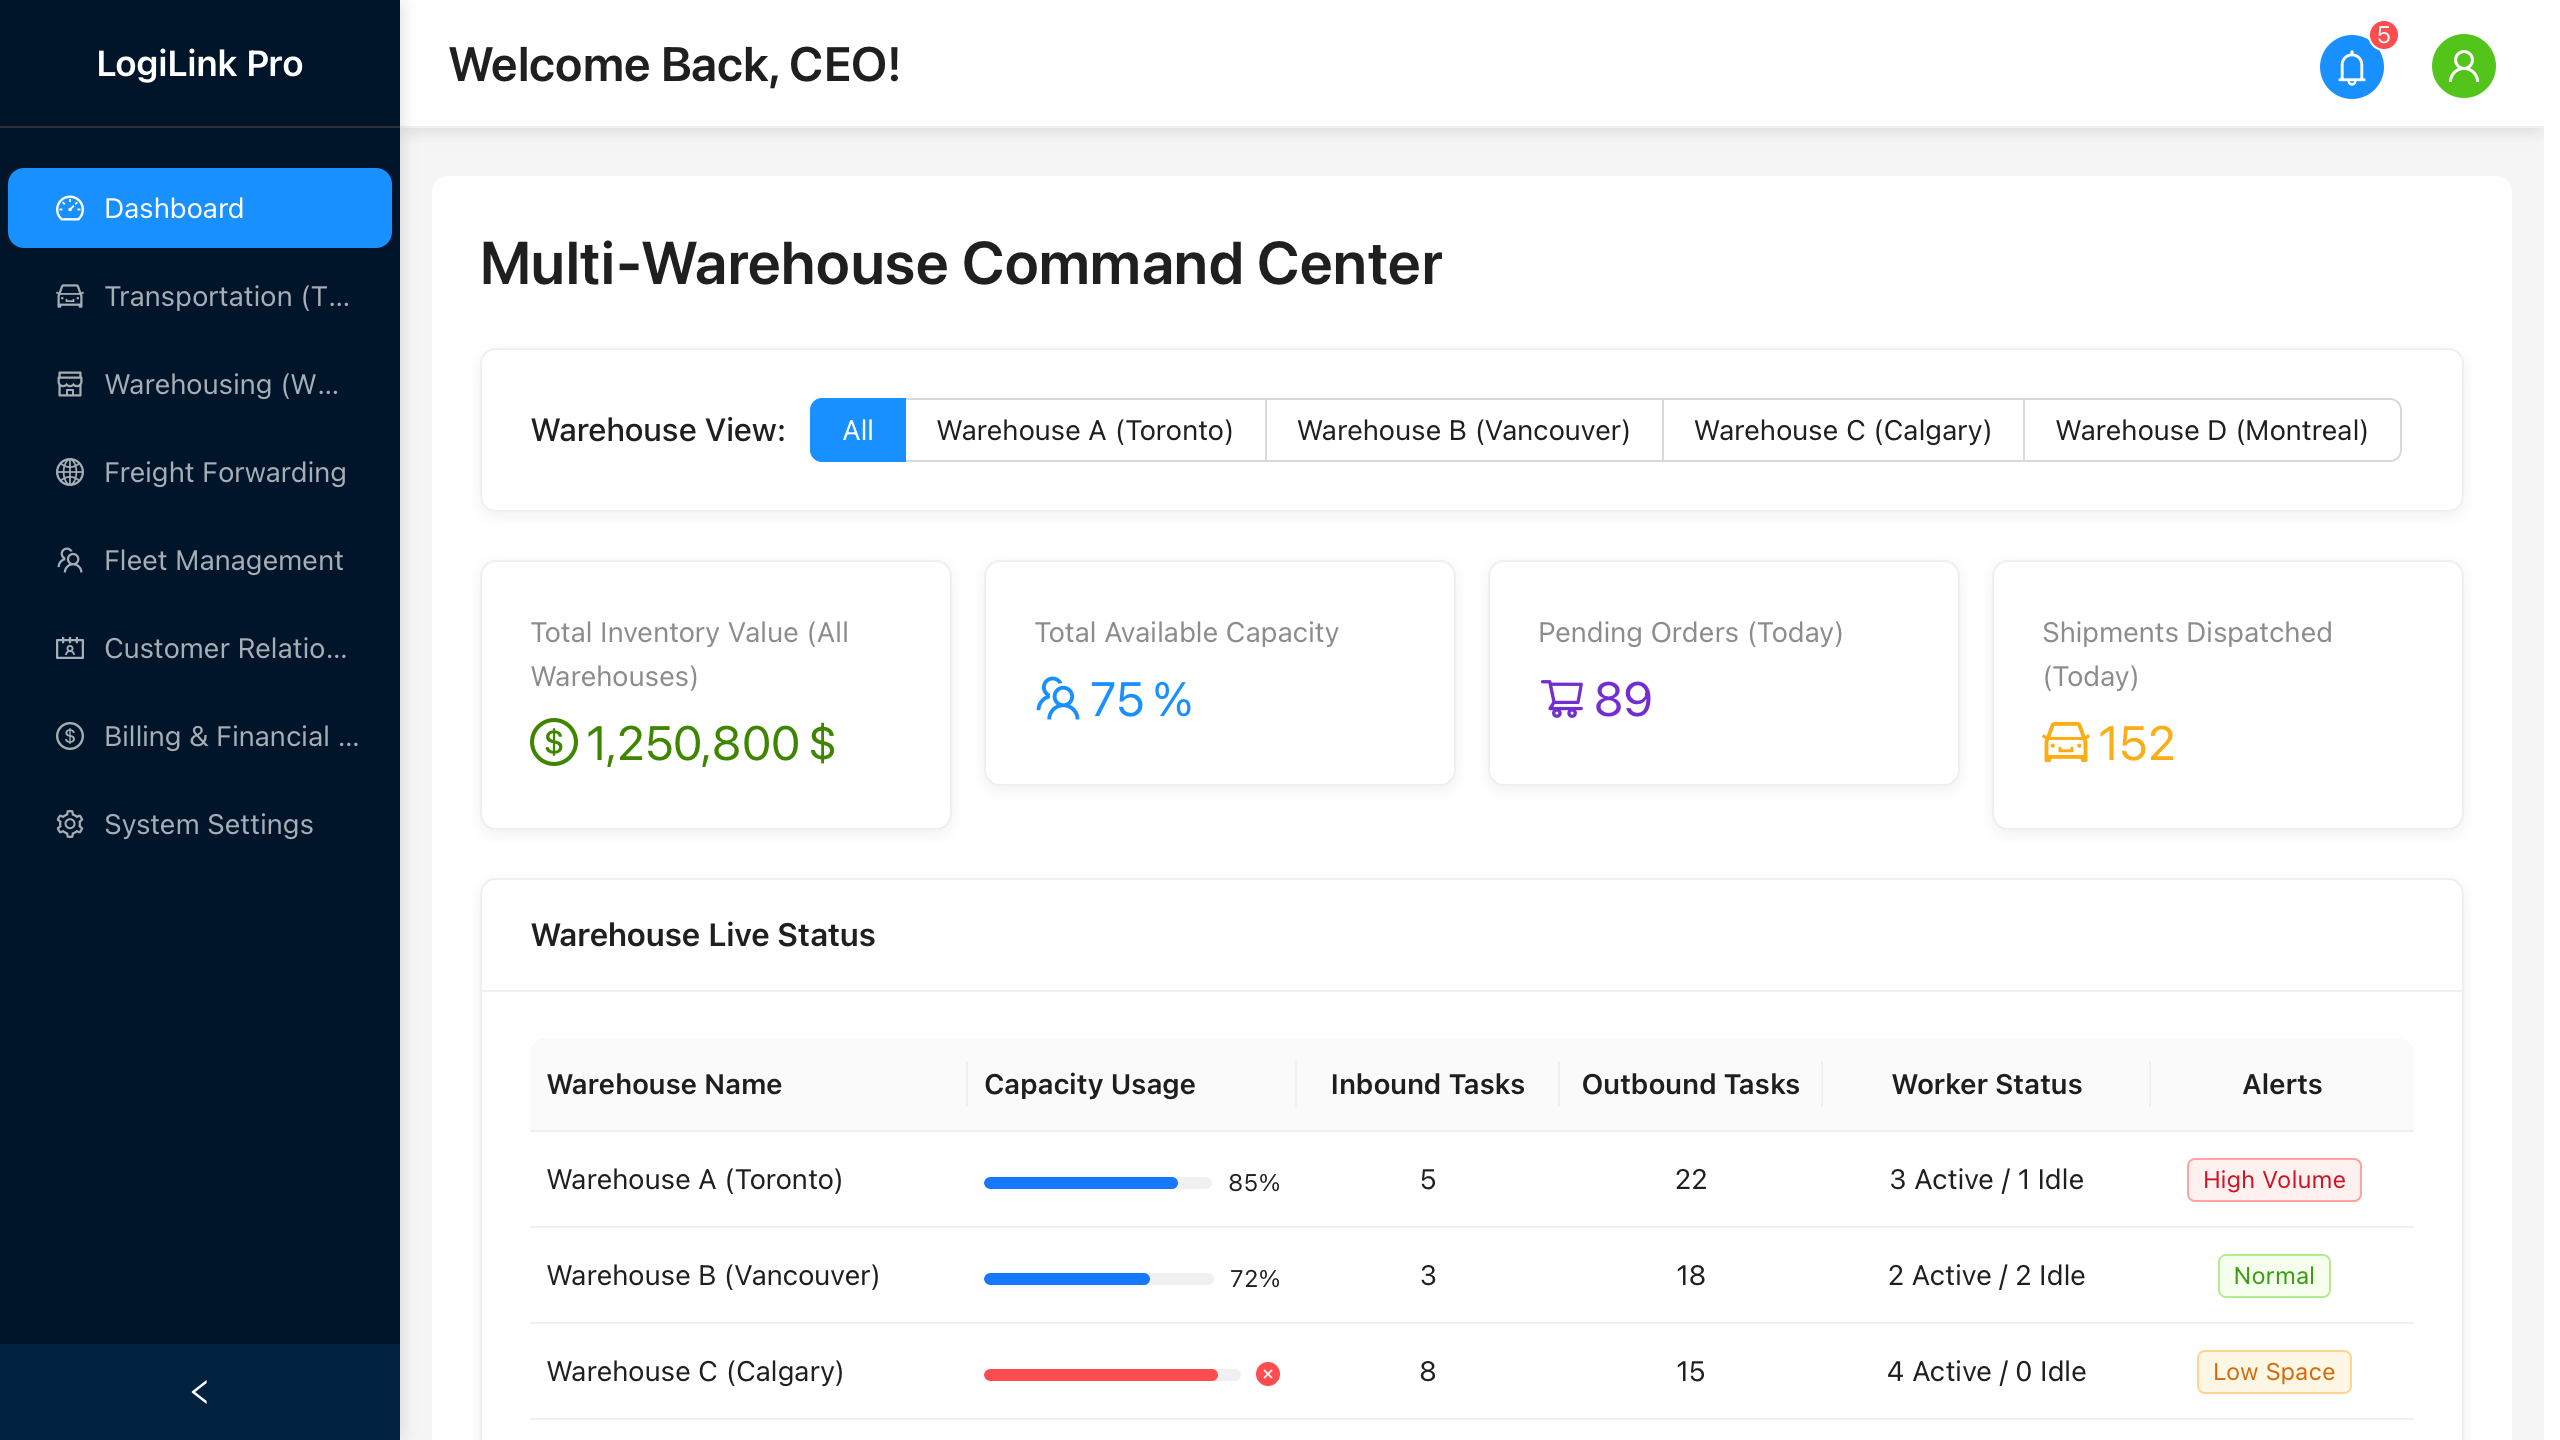 LogiLink Pro
Welcome Back, CEO!
5
Dashboard
Transportation (T...
Warehousing (W...
Freight Forwarding
Fleet Management
Customer Relatio...
Billing & Financial ...
System Settings
Multi-Warehouse Command Center
Warehouse View: All Warehouse A (Toronto) Warehouse B (Vancouver) Warehouse C (Calgary) Warehouse D (Montreal)
Total Inventory Value (All
Warehouses)
1,250,800 $
Total Available Capacity
75 %
Pending Orders (Today)
89
Shipments Dispatched
(Today)
152
Warehouse Live Status
Warehouse Name Capacity Usage Inbound Tasks Outbound Tasks Worker Status Alerts
Warehouse A (Toronto) 85% 5 22 3 Active / 1 Idle High Volume
Warehouse B (Vancouver) 72% 3 18 2 Active / 2 Idle Normal
Warehouse C (Calgary) 8 15 4 Active / 0 Idle Low Space